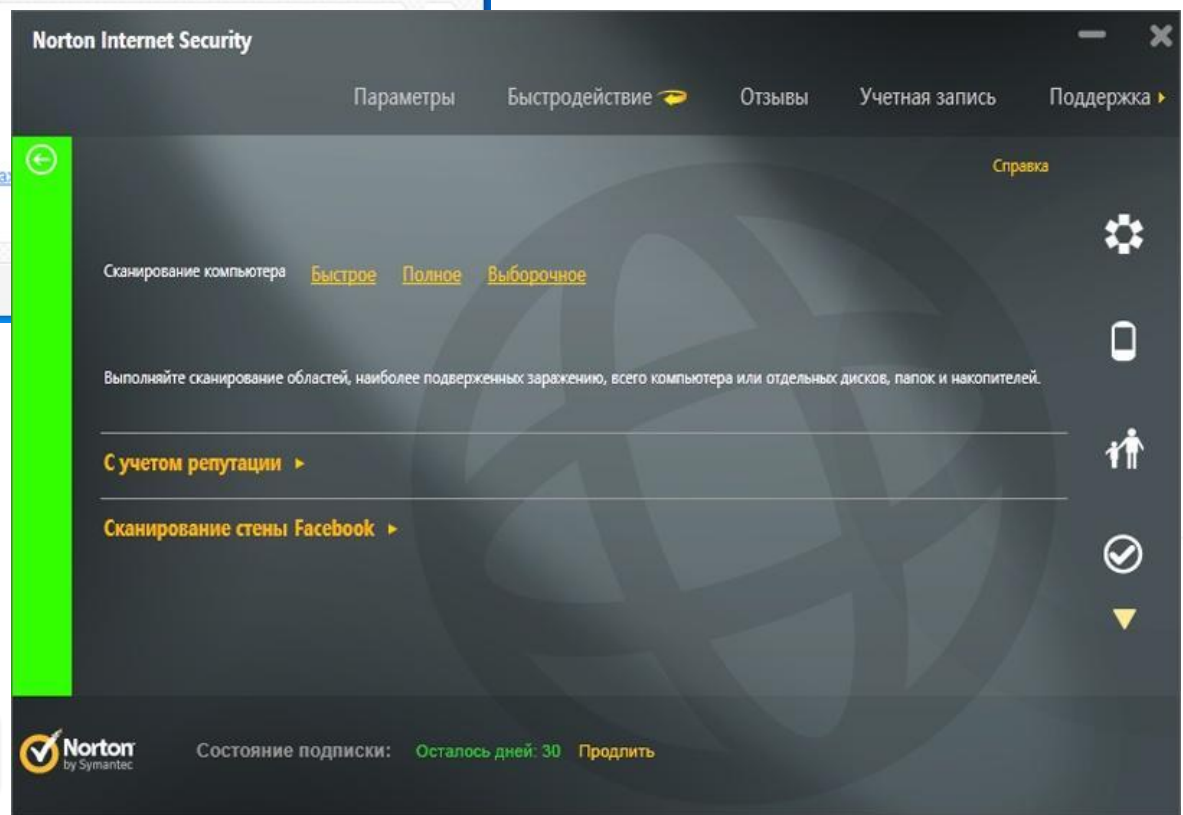 Norton Internet Security
Параметры Быстродействие Отзывы Учетная запись Поддержка
Справка
Сканирование компьютера Быстрое Полное Выборочное
Выполняйте сканирование областей, наиболее подверженных заражению, всего компьютера или отдельных дисков, папок и накопителей.
С учетом репутации
Сканирование стены Facebook
Norton
by Symantec
Состояние подписки: Осталось дней: 30 Продлить